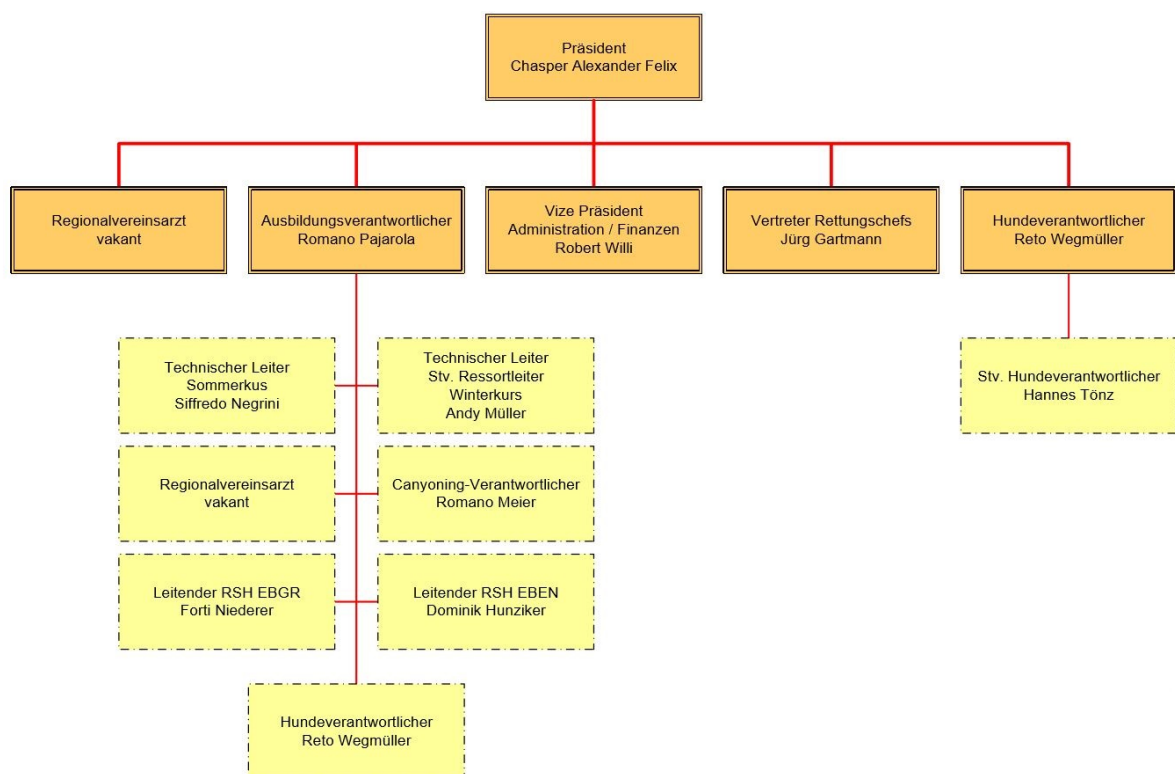 Präsident
Chasper Alexander Felix
Regionalvereinsarzt
vakant
Ausbildungsverantwortlicher
Romano Pajarola
Vize Präsident
Administration / Finanzen
Robert Willi
Vertreter Rettungschefs
Jürg Gartmann
Hundeverantwortlicher
Reto Wegmüller
Technischer Leiter
Sommerkus
Siffredo Negrini
Technischer Leiter
Stv. Ressortleiter
Winterkurs
Andy Müller
Stv. Hundeverantwortlicher
Hannes Tönz
Regionalvereinsarzt
vakant
Canyoning-Verantwortlicher
Romano Meier
Leitender RSH EBGR
Forti Niederer
Leitender RSH EBEN
Dominik Hunziker
Hundeverantwortlicher
Reto Wegmüller